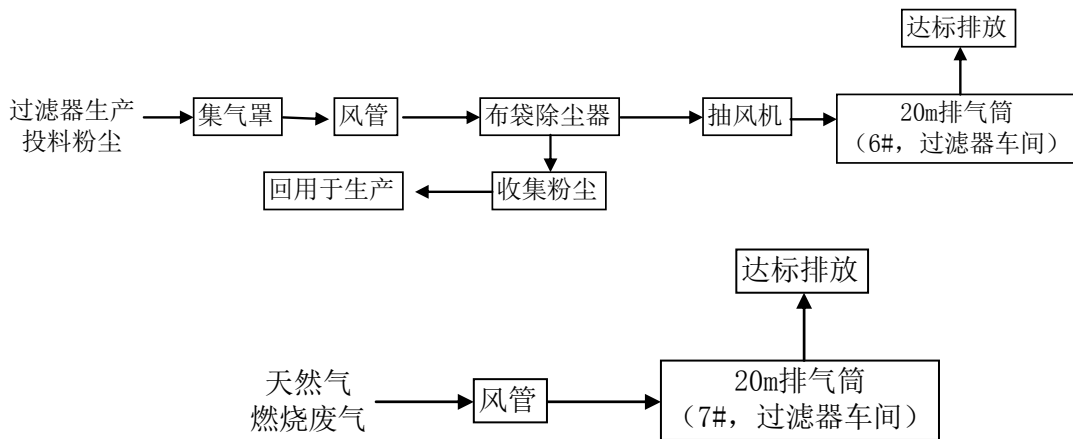 达标排放
过滤器生产
投料粉尘
集气罩
风管
布袋除尘器
抽风机
20m排气筒
（6#，过滤器车间）
回用于生产
收集粉尘
达标排放
天然气
燃烧废气
风管
20m排气筒
（7#，过滤器车间）